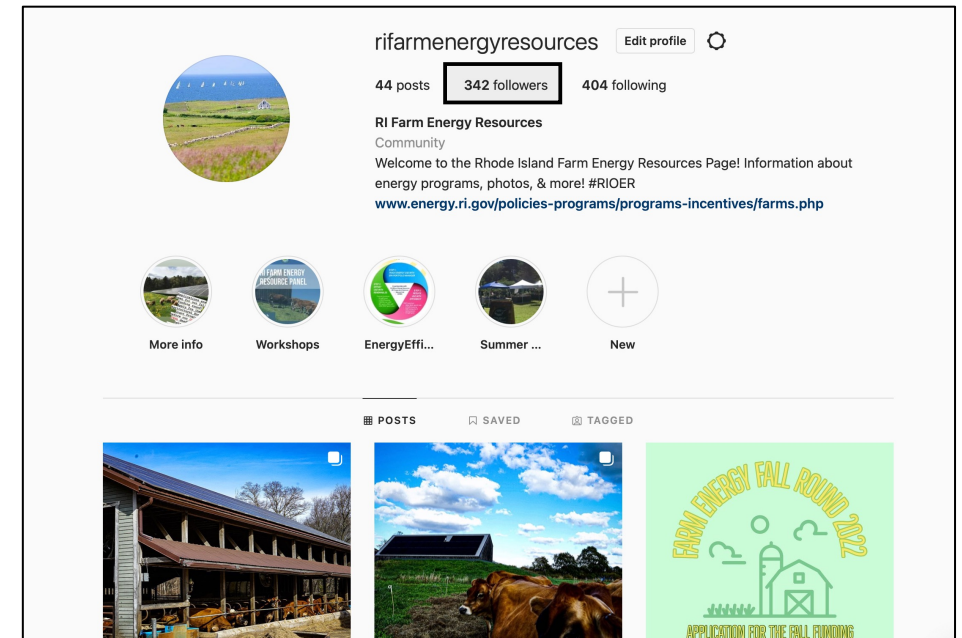 rifarmenergyresources Edit profile
44 posts 342 followers 404 following
RI Farm Energy Resources
Community
Welcome to the Rhode Island Farm Energy Resources Page! Information about
energy programs, photos, & more! #RIOER
www.energy.ri.gov/policies-programs/programs-incentives/farms.php
RI FARM ENERGY
RESOURCE PANEL
More info Workshops EnergyEffi... Summer ... New
POSTS SAVED TAGGED
FARM ENERGY FALL ROUND 2022
APPLICATION FOR THE FALL FUNDING